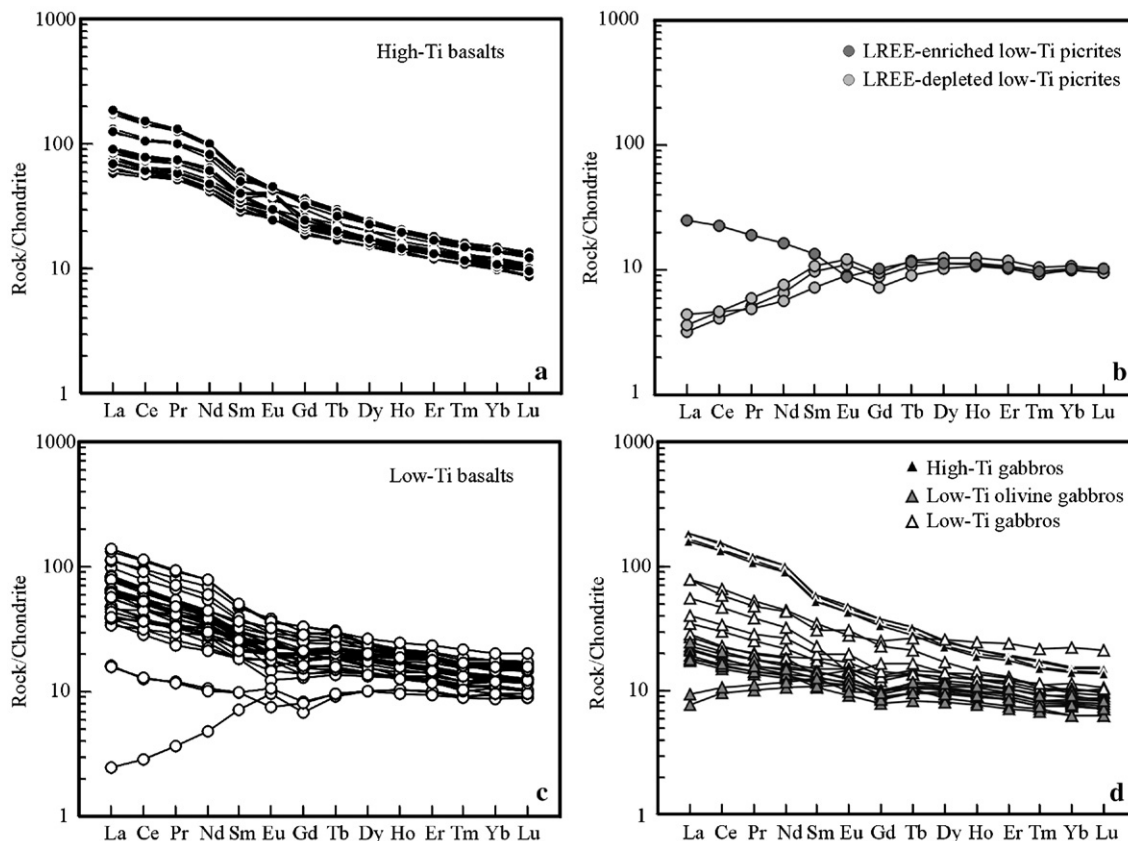 1000
100
10
1
Rock/Chondrite
High-Ti basalts
a
La Ce Pr Nd Sm Eu Gd Tb Dy Ho Er Tm Yb Lu
1000
100
10
1
Rock/Chondrite
LREE-enriched low-Ti picrites
LREE-depleted low-Ti picrites
b
La Ce Pr Nd Sm Eu Gd Tb Dy Ho Er Tm Yb Lu
1000
100
10
1
Rock/Chondrite
Low-Ti basalts
c
La Ce Pr Nd Sm Eu Gd Tb Dy Ho Er Tm Yb Lu
1000
100
10
1
Rock/Chondrite
High-Ti gabbros
Low-Ti olivine gabbros
Low-Ti gabbros
d
La Ce Pr Nd Sm Eu Gd Tb Dy Ho Er Tm Yb Lu